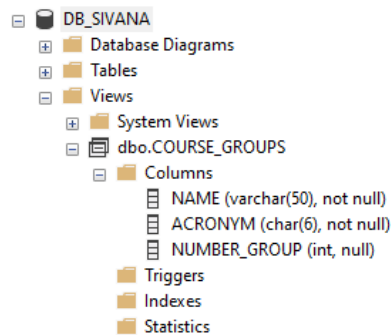 DB_SIVANA
Database Diagrams
Tables
Views
System Views
dbo.COURSE_GROUPS
Columns
NAME (varchar(50), not null)
ACRONYM (char(6), not null)
NUMBER_GROUP (int, null)
Triggers
Indexes
Statistics